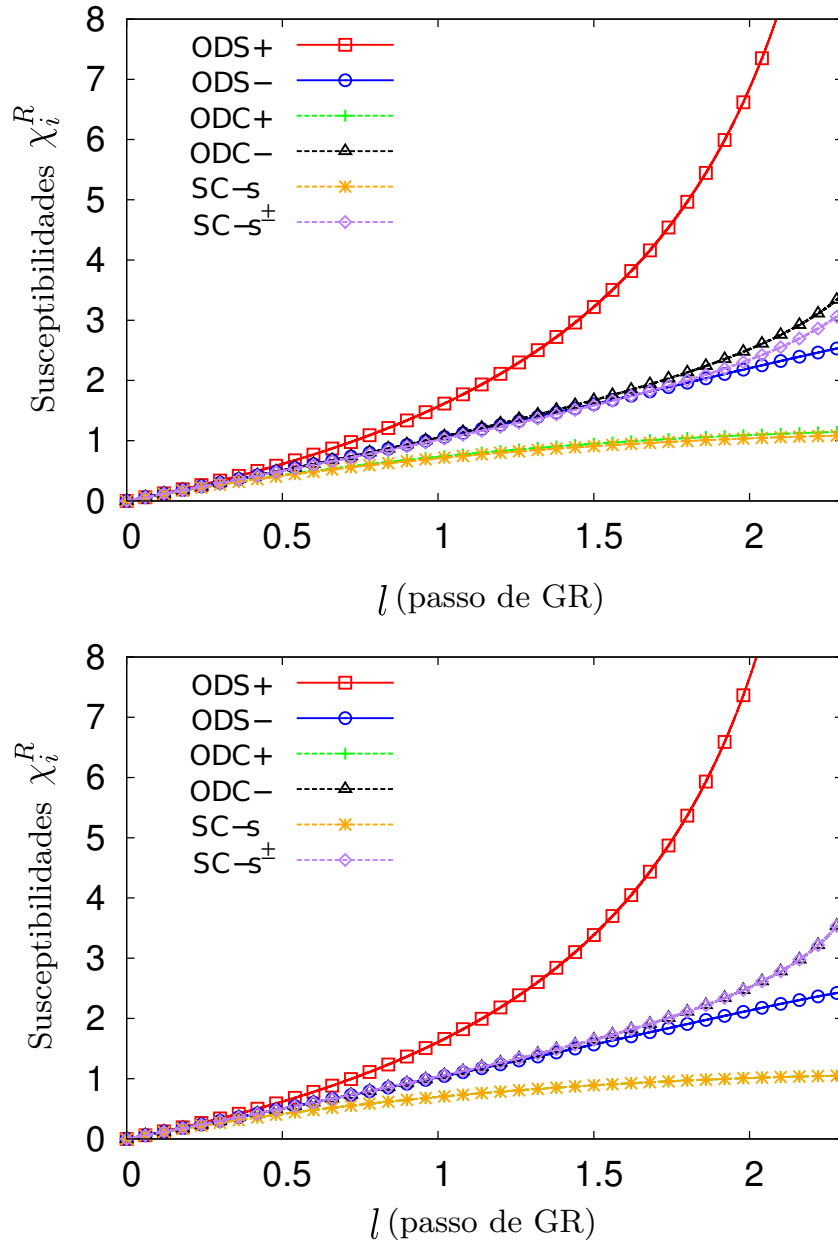 8
7
6
5
4
3
2
1
0
Susceptibilidades χ_i^R
ODS+
ODS−
ODC+
ODC−
SC−s
SC−s±
0 0.5 1 1.5 2
l (passo de GR)
8
7
6
5
4
3
2
1
0
Susceptibilidades χ_i^R
ODS+
ODS−
ODC+
ODC−
SC−s
SC−s±
0 0.5 1 1.5 2
l (passo de GR)